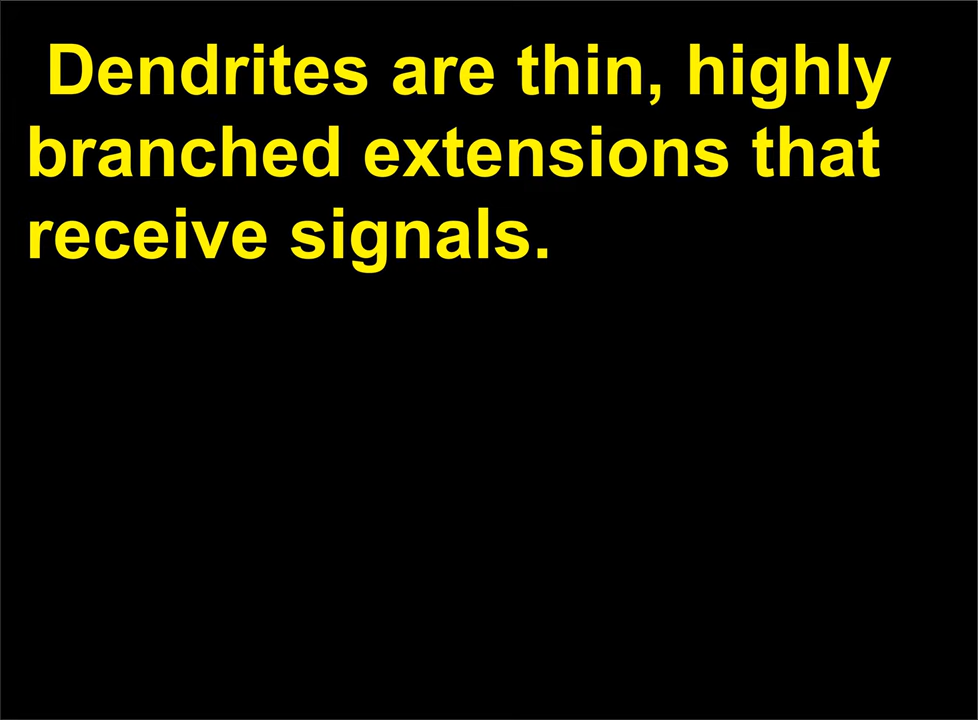 Dendrites are thin, highly
branched extensions that
receive signals.